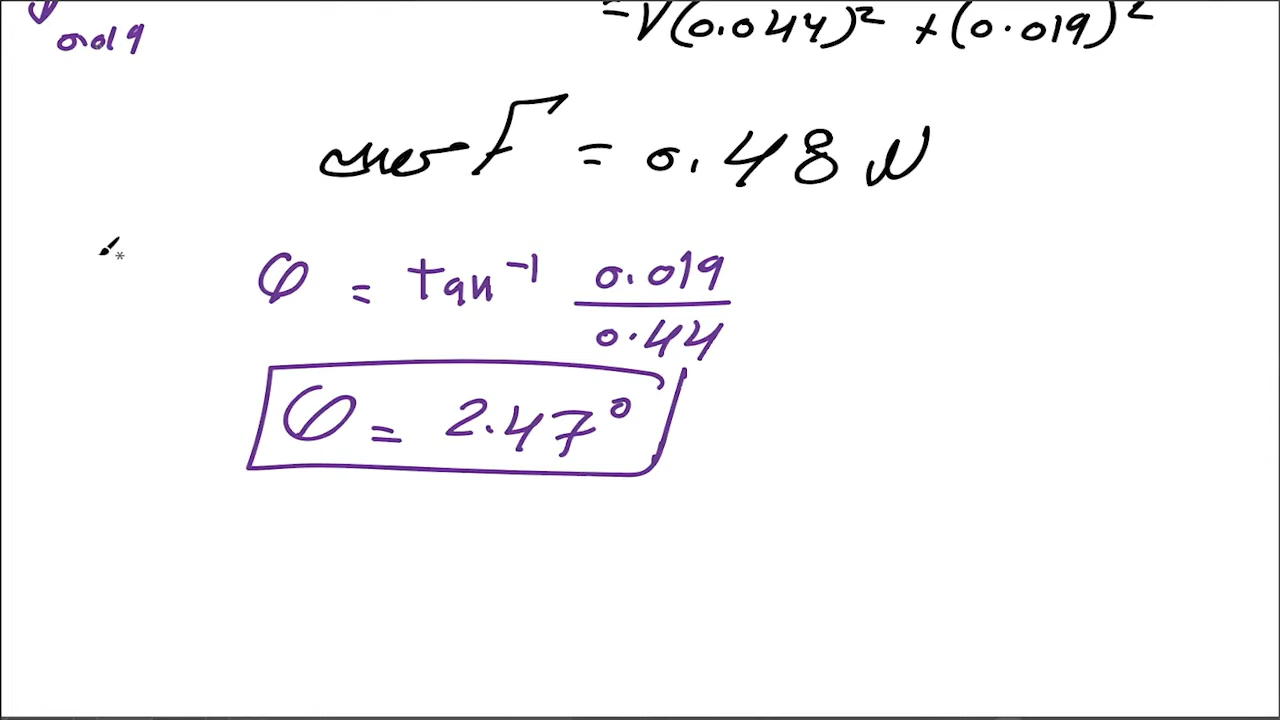 = √(0.044)² + (0.019)²
0.019
F = 0.48 N
φ = tan⁻¹ 0.019
0.44
φ = 2.47°